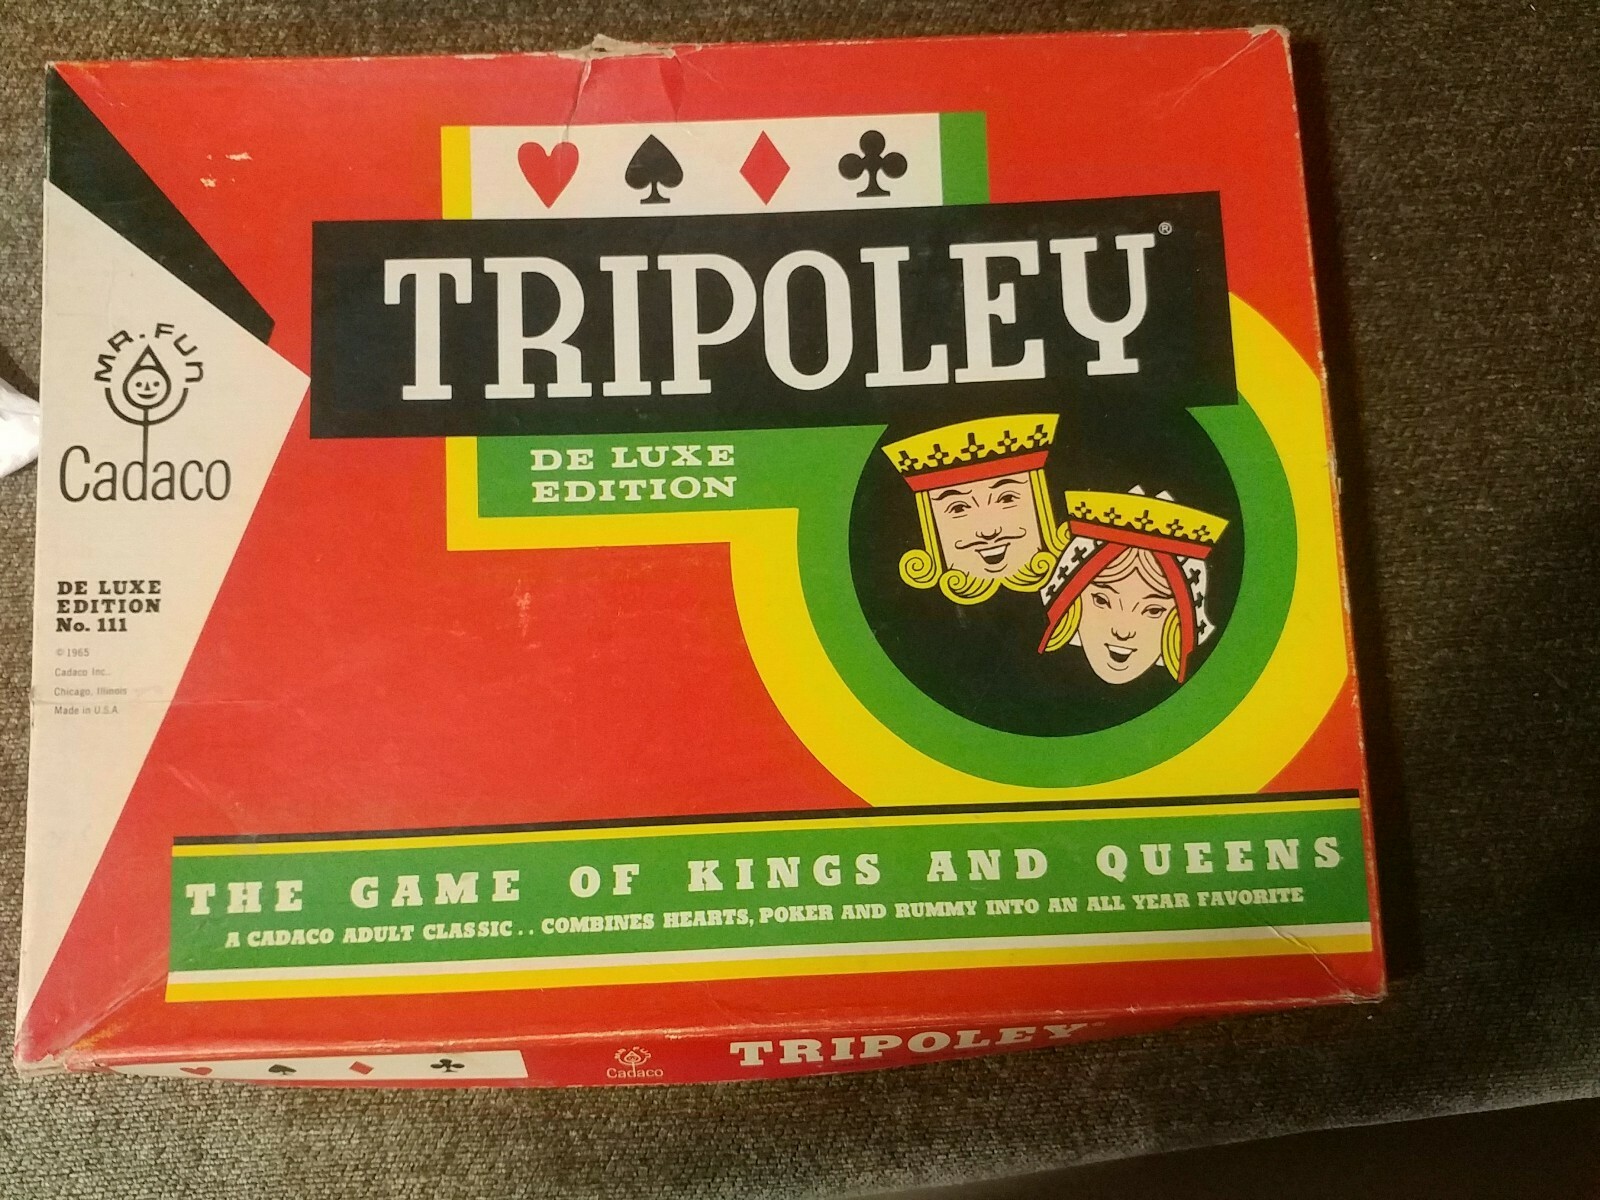 TRIPOLEY®
DE LUXE
EDITION
MR. FUN
Cadaco
DE LUXE
EDITION
No. 111
© 1965
Cadaco Inc.
Chicago, Illinois
Made in U.S.A.
THE GAME OF KINGS AND QUEENS
A CADACO ADULT CLASSIC.. COMBINES HEARTS, POKER AND RUMMY INTO AN ALL YEAR FAVORITE
MR. FUN
Cadaco
TRIPOLEY